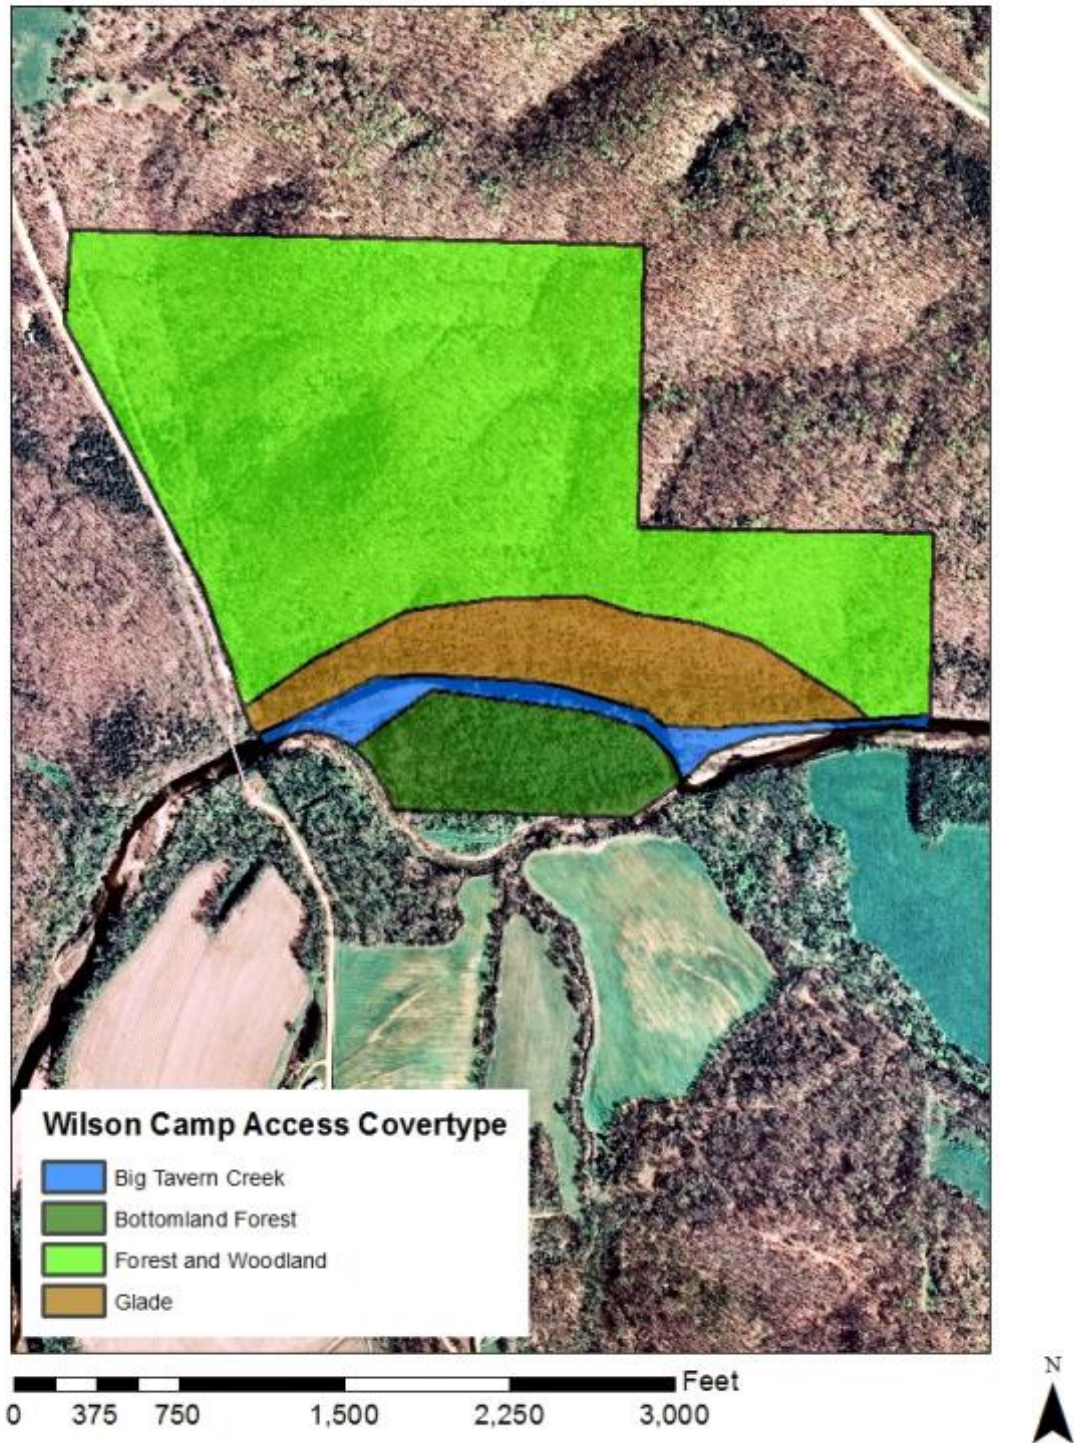 Wilson Camp Access Covertype
Big Tavern Creek
Bottomland Forest
Forest and Woodland
Glade
Feet
0 375 750 1,500 2,250 3,000
N